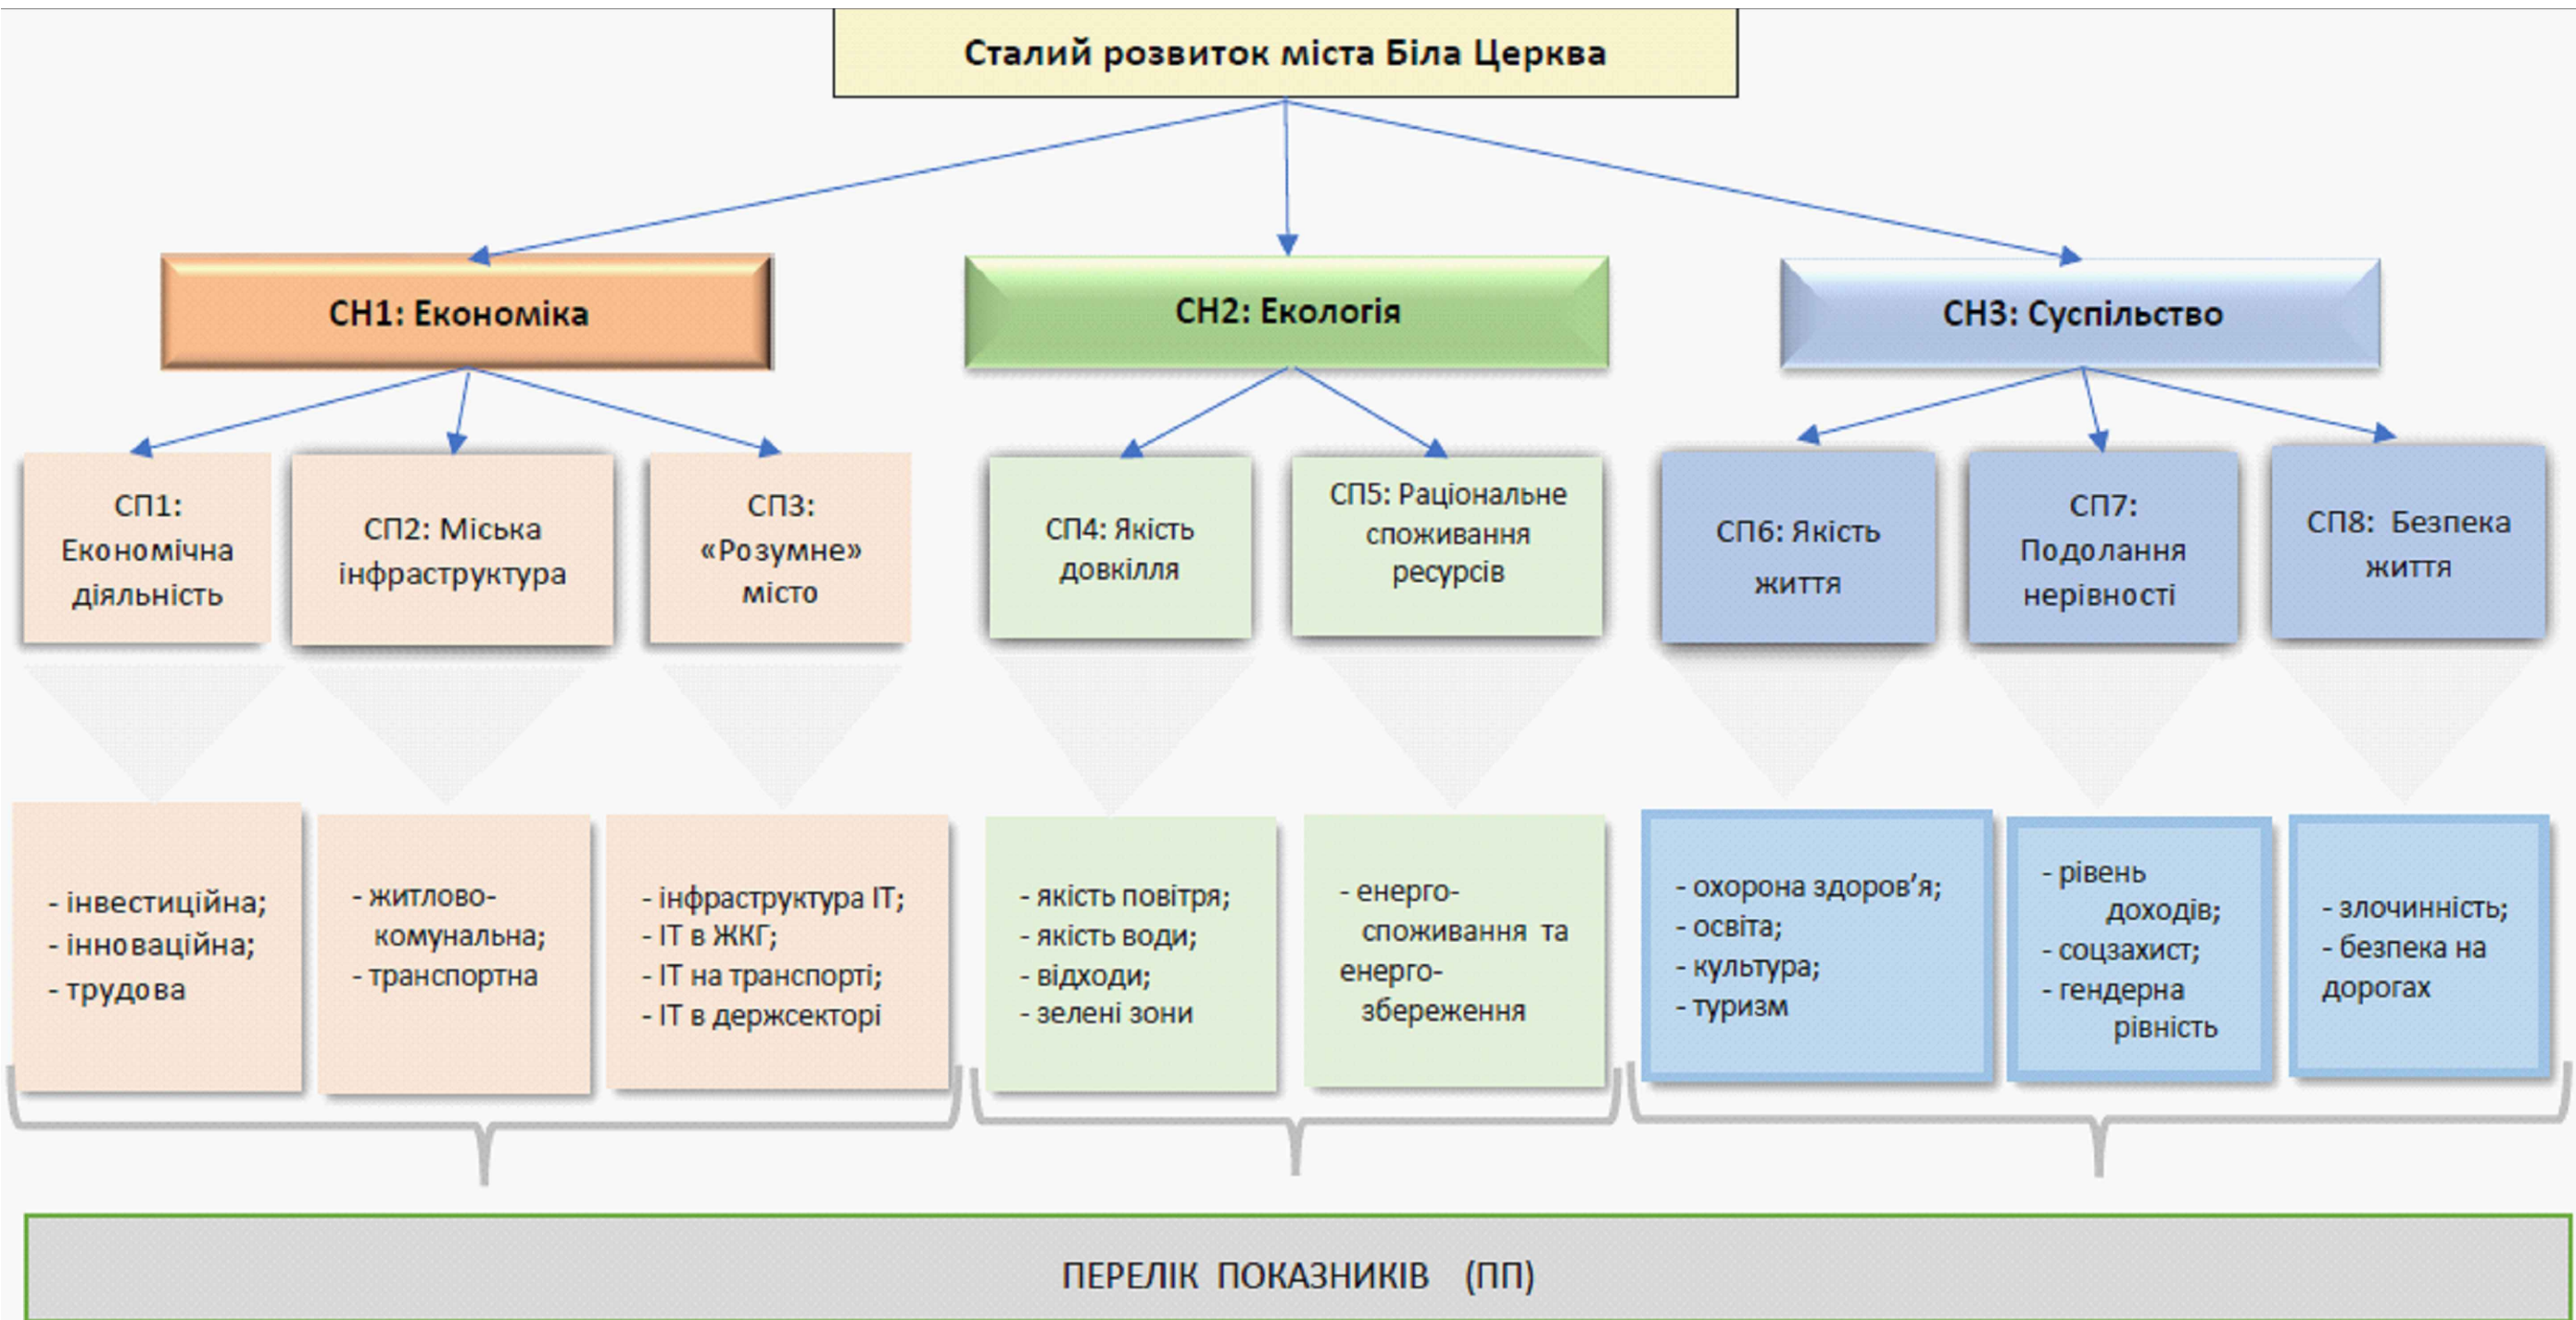 Сталий розвиток міста Біла Церква
СН1: Економіка
СН2: Екологія
СН3: Суспільство
СП1:
Економічна
діяльність
СП2: Міська
інфраструктура
СП3:
«Розумне»
місто
СП4: Якість
довкілля
СП5: Раціональне
споживання
ресурсів
СП6: Якість
життя
СП7:
Подолання
нерівності
СП8: Безпека
життя
- інвестиційна;
- інноваційна;
- трудова
- житлово-
комунальна;
- транспортна
- інфраструктура ІТ;
- ІТ в ЖКГ;
- ІТ на транспорті;
- ІТ в держсекторі
- якість повітря;
- якість води;
- відходи;
- зелені зони
- енерго-
споживання та
енерго-
збереження
- охорона здоров’я;
- освіта;
- культура;
- туризм
- рівень
доходів;
- соцзахист;
- гендерна
рівність
- злочинність;
- безпека на
дорогах
ПЕРЕЛІК ПОКАЗНИКІВ (ПП)